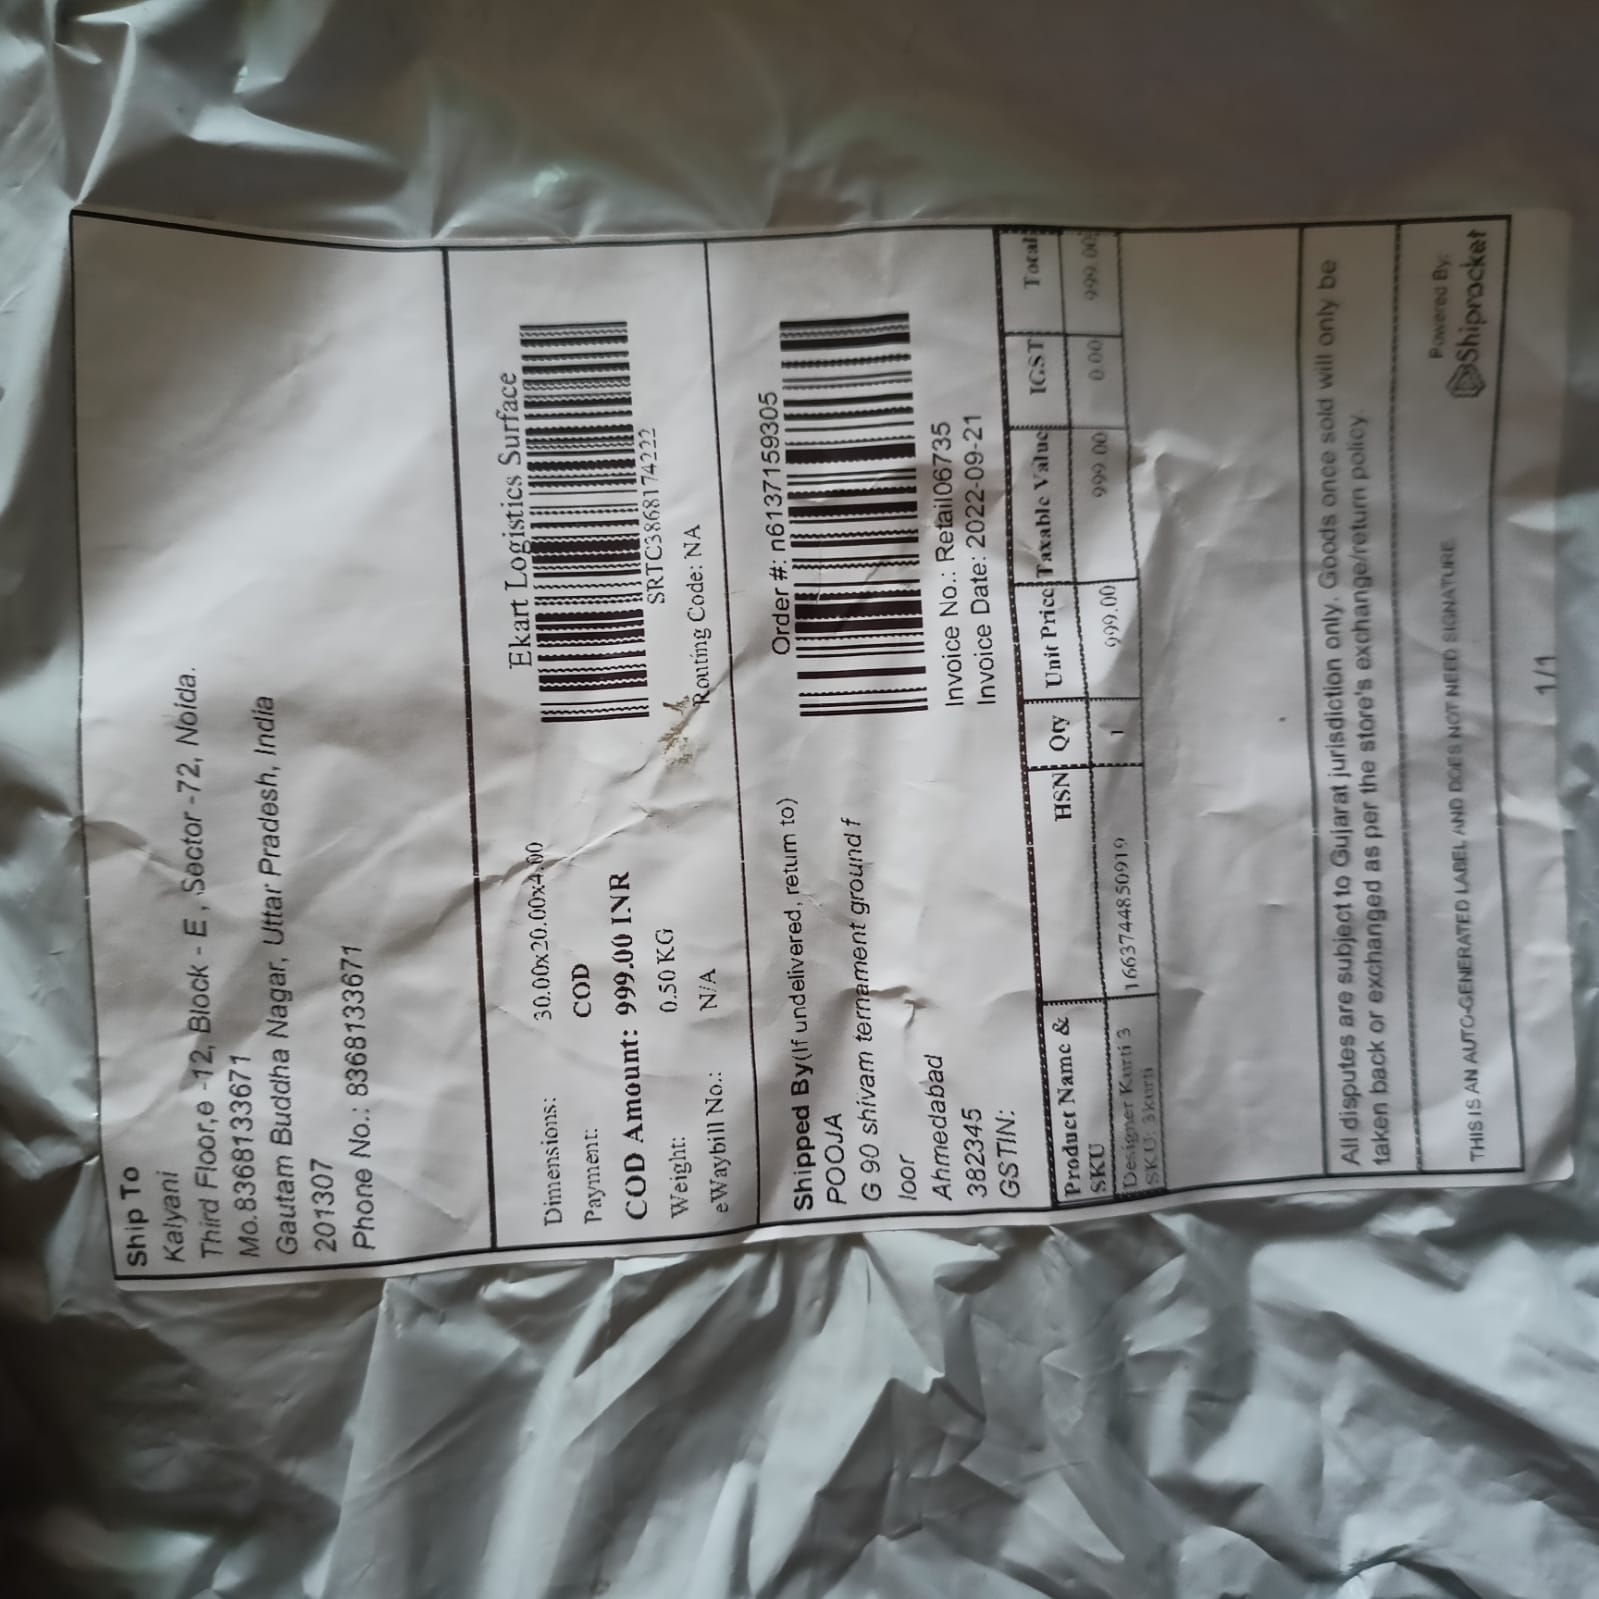 Ship To
Kalyani
Third Floor,e -12, Block - E , Sector -72, Noida.
Mo.8368133671
Gautam Buddha Nagar, Uttar Pradesh, India
201307
Phone No.: 8368133671
Dimensions: 30.00x20.00x4.00
Payment: COD
COD Amount: 999.00 INR
Weight: 0.50 KG
eWaybill No.: N/A
Ekart Logistics Surface
SRTC3868174222
Routing Code: NA
Shipped By(If undelivered, return to)
POOJA
G 90 shivam ternament ground f
loor
Ahmedabad
382345
GSTIN:
Order #: n61371159305
Invoice No.: Retail06735
Invoice Date: 2022-09-21
Product Name & SKU HSN Qty Unit Price Taxable Value IGST Total
Designer Kurti 3 1663744850919 1 999.00 999.00 0.00 999.00
SKU: 3kurti
All disputes are subject to Gujarat jurisdiction only. Goods once sold will only be
taken back or exchanged as per the store's exchange/return policy.
THIS IS AN AUTO-GENERATED LABEL AND DOES NOT NEED SIGNATURE.
Powered By:
Shiprocket
1/1